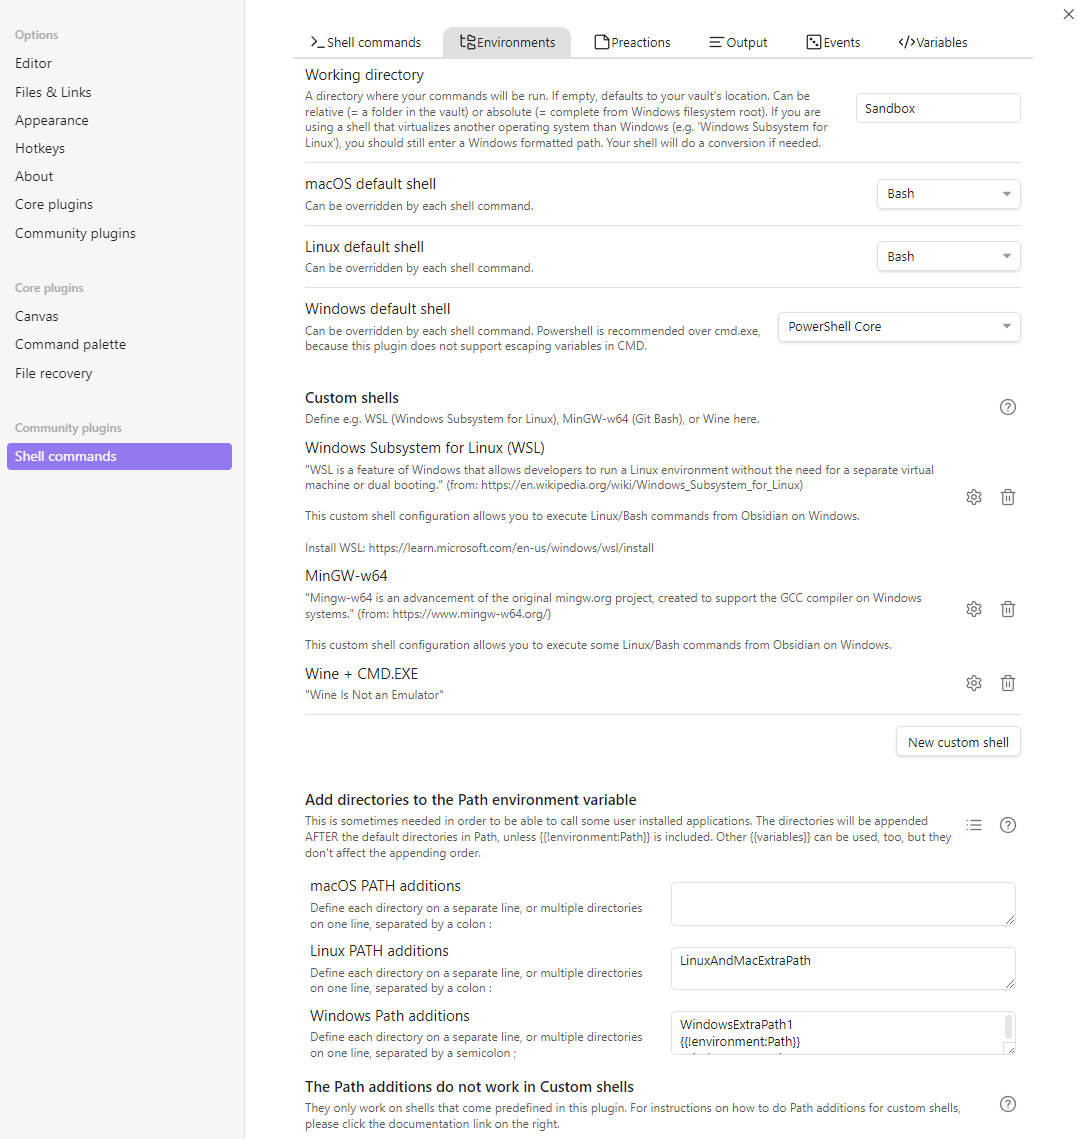 Options
Editor
Files & Links
Appearance
Hotkeys
About
Core plugins
Community plugins
Core plugins
Canvas
Command palette
File recovery
Community plugins
Shell commands
Shell commands
Environments
Preactions
Output
Events
Variables
Working directory
A directory where your commands will be run. If empty, defaults to your vault's location. Can be
relative (= a folder in the vault) or absolute (= complete from Windows filesystem root). If you are
using a shell that virtualizes another operating system than Windows (e.g. 'Windows Subsystem for
Linux'), you should still enter a Windows formatted path. Your shell will do a conversion if needed.
Sandbox
macOS default shell
Can be overridden by each shell command.
Bash
Linux default shell
Can be overridden by each shell command.
Bash
Windows default shell
Can be overridden by each shell command. Powershell is recommended over cmd.exe,
because this plugin does not support escaping variables in CMD.
PowerShell Core
Custom shells
Define e.g. WSL (Windows Subsystem for Linux), MinGW-w64 (Git Bash), or Wine here.
Windows Subsystem for Linux (WSL)
"WSL is a feature of Windows that allows developers to run a Linux environment without the need for a separate virtual
machine or dual booting." (from: https://en.wikipedia.org/wiki/Windows_Subsystem_for_Linux)
This custom shell configuration allows you to execute Linux/Bash commands from Obsidian on Windows.
Install WSL: https://learn.microsoft.com/en-us/windows/wsl/install
MinGW-w64
"Mingw-w64 is an advancement of the original mingw.org project, created to support the GCC compiler on Windows
systems." (from: https://www.mingw-w64.org/)
This custom shell configuration allows you to execute some Linux/Bash commands from Obsidian on Windows.
Wine + CMD.EXE
"Wine Is Not an Emulator"
New custom shell
Add directories to the Path environment variable
This is sometimes needed in order to be able to call some user installed applications. The directories will be appended
AFTER the default directories in Path, unless {{!environment:Path}} is included. Other {{variables}} can be used, too, but they
don't affect the appending order.
macOS PATH additions
Define each directory on a separate line, or multiple directories
on one line, separated by a colon :
Linux PATH additions
Define each directory on a separate line, or multiple directories
on one line, separated by a colon :
LinuxAndMacExtraPath
Windows Path additions
Define each directory on a separate line, or multiple directories
on one line, separated by a semicolon ;
WindowsExtraPath1
{{!environment:Path}}
The Path additions do not work in Custom shells
They only work on shells that come predefined in this plugin. For instructions on how to do Path additions for custom shells,
please click the documentation link on the right.